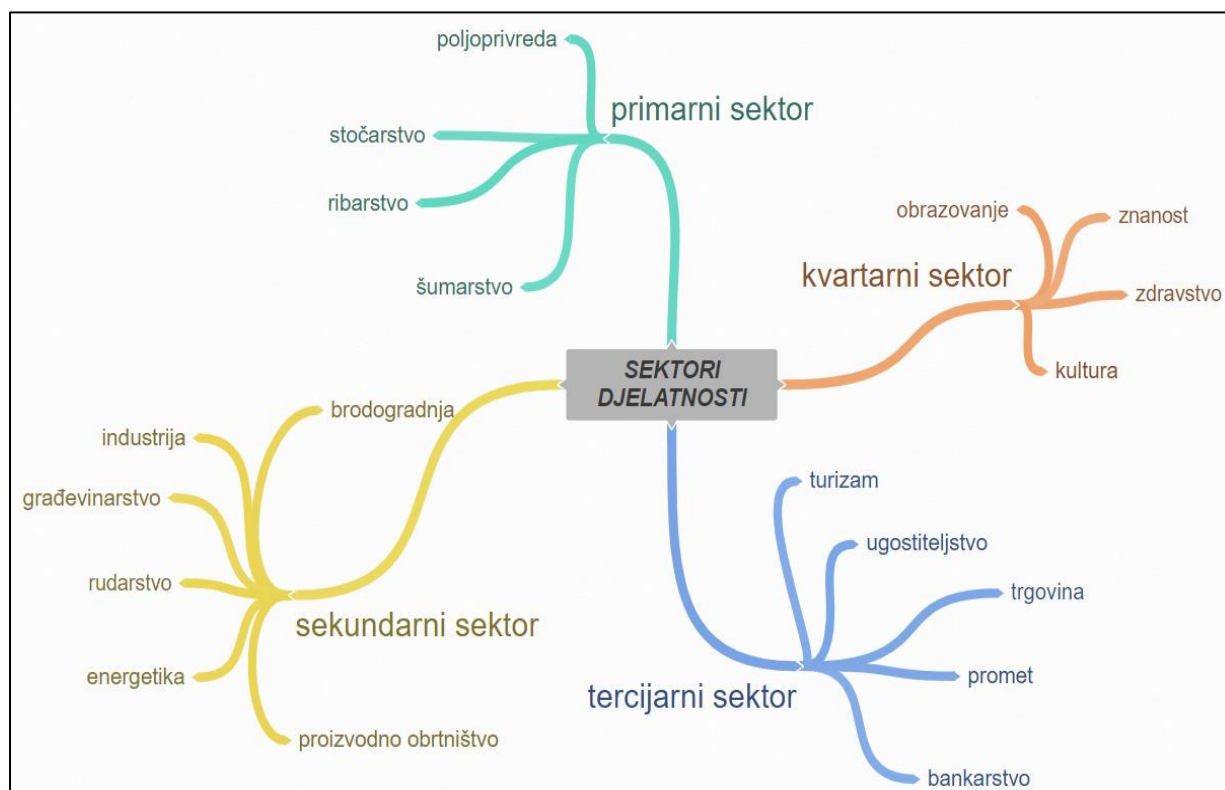 poljoprivreda
primarni sektor
stočarstvo
ribarstvo
šumarstvo
obrazovanje
znanost
kvartarni sektor
zdravstvo
kultura
SEKTORI
DJELATNOSTI
brodogradnja
industrija
građevinarstvo
rudarstvo
sekundarni sektor
energetika
proizvodno obrtništvo
turizam
ugostiteljstvo
trgovina
promet
tercijarni sektor
bankarstvo